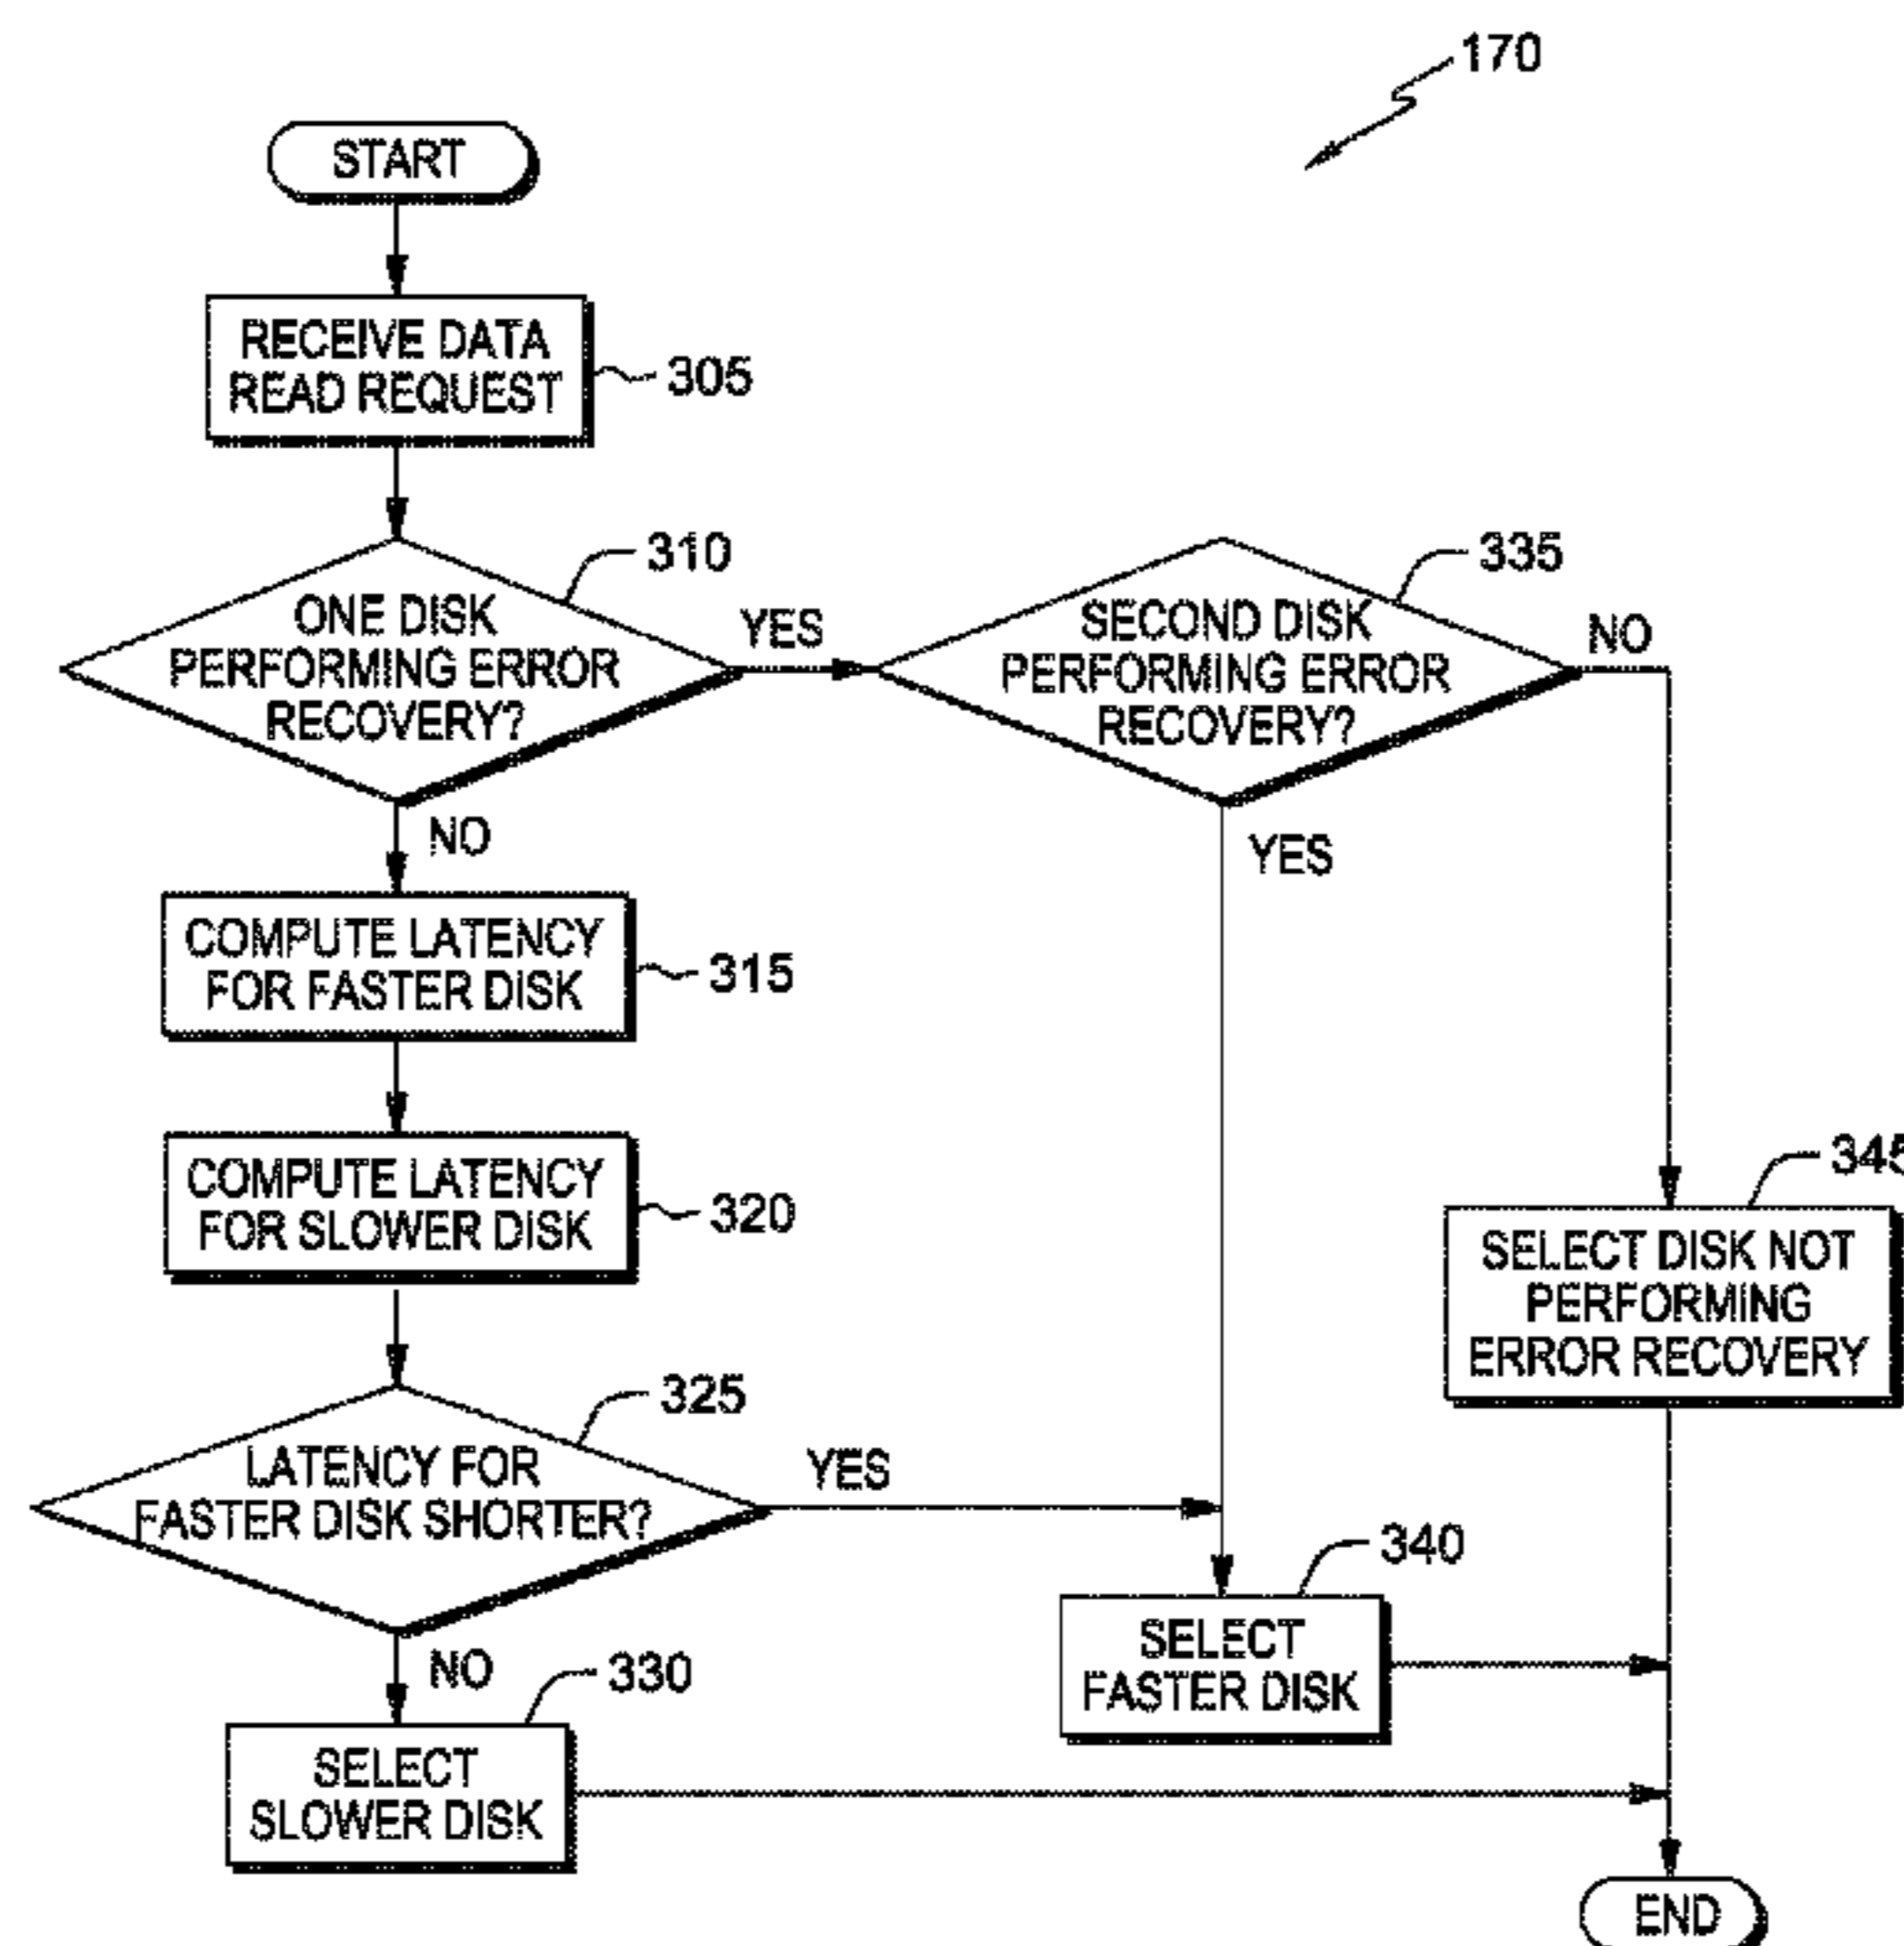 170
START
RECEIVE DATA
READ REQUEST
305
310
ONE DISK
PERFORMING ERROR
RECOVERY?
YES
335
SECOND DISK
PERFORMING ERROR
RECOVERY?
NO
NO
YES
COMPUTE LATENCY
FOR FASTER DISK
315
COMPUTE LATENCY
FOR SLOWER DISK
320
345
SELECT DISK NOT
PERFORMING
ERROR RECOVERY
325
LATENCY FOR
FASTER DISK SHORTER?
YES
340
SELECT
FASTER DISK
NO
330
SELECT
SLOWER DISK
END